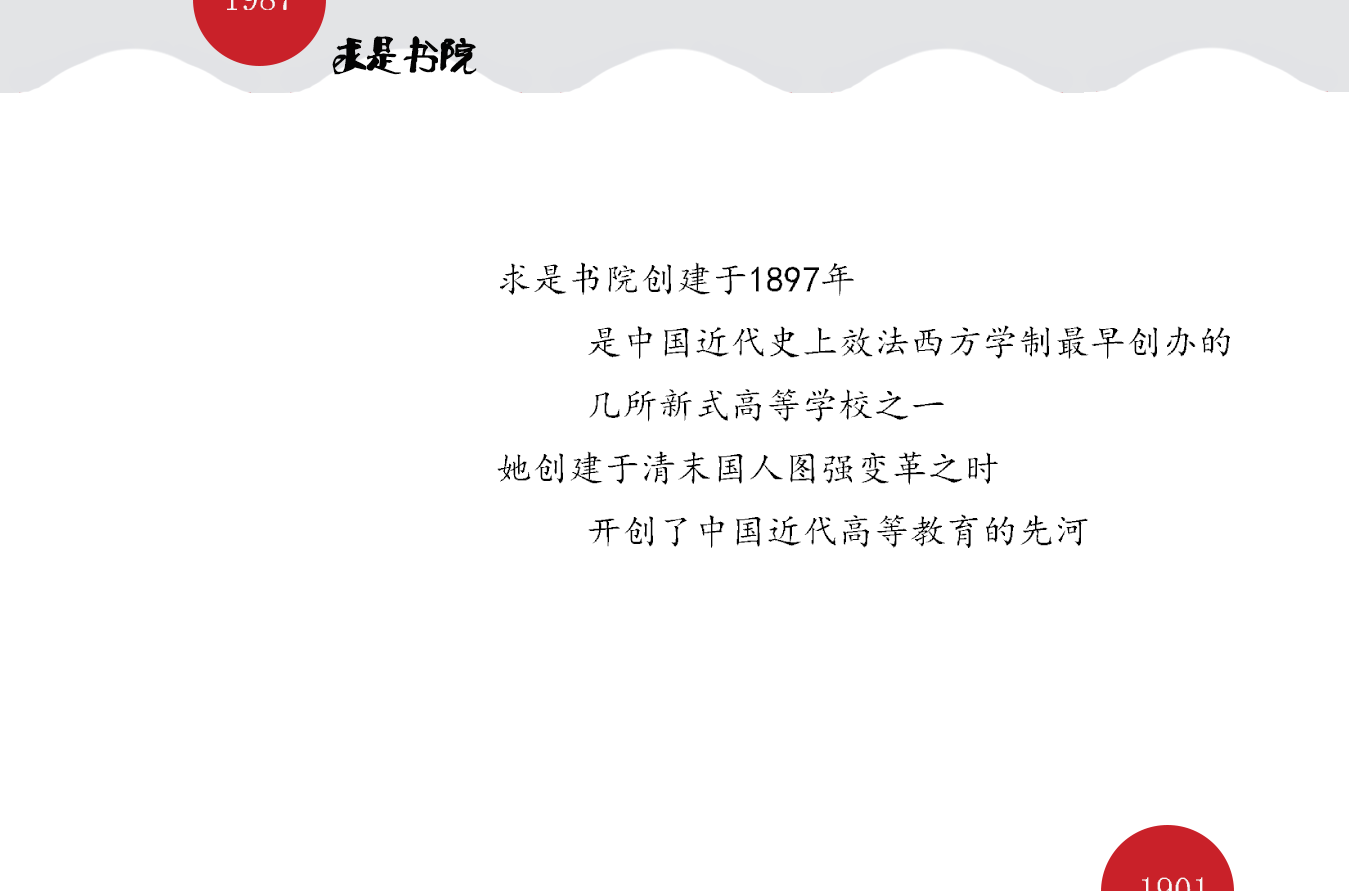 1987
求是书院
求是书院创建于1897年
是中国近代史上效法西方学制最早创办的
几所新式高等学校之一
她创建于清末国人图强变革之时
开创了中国近代高等教育的先河
1901